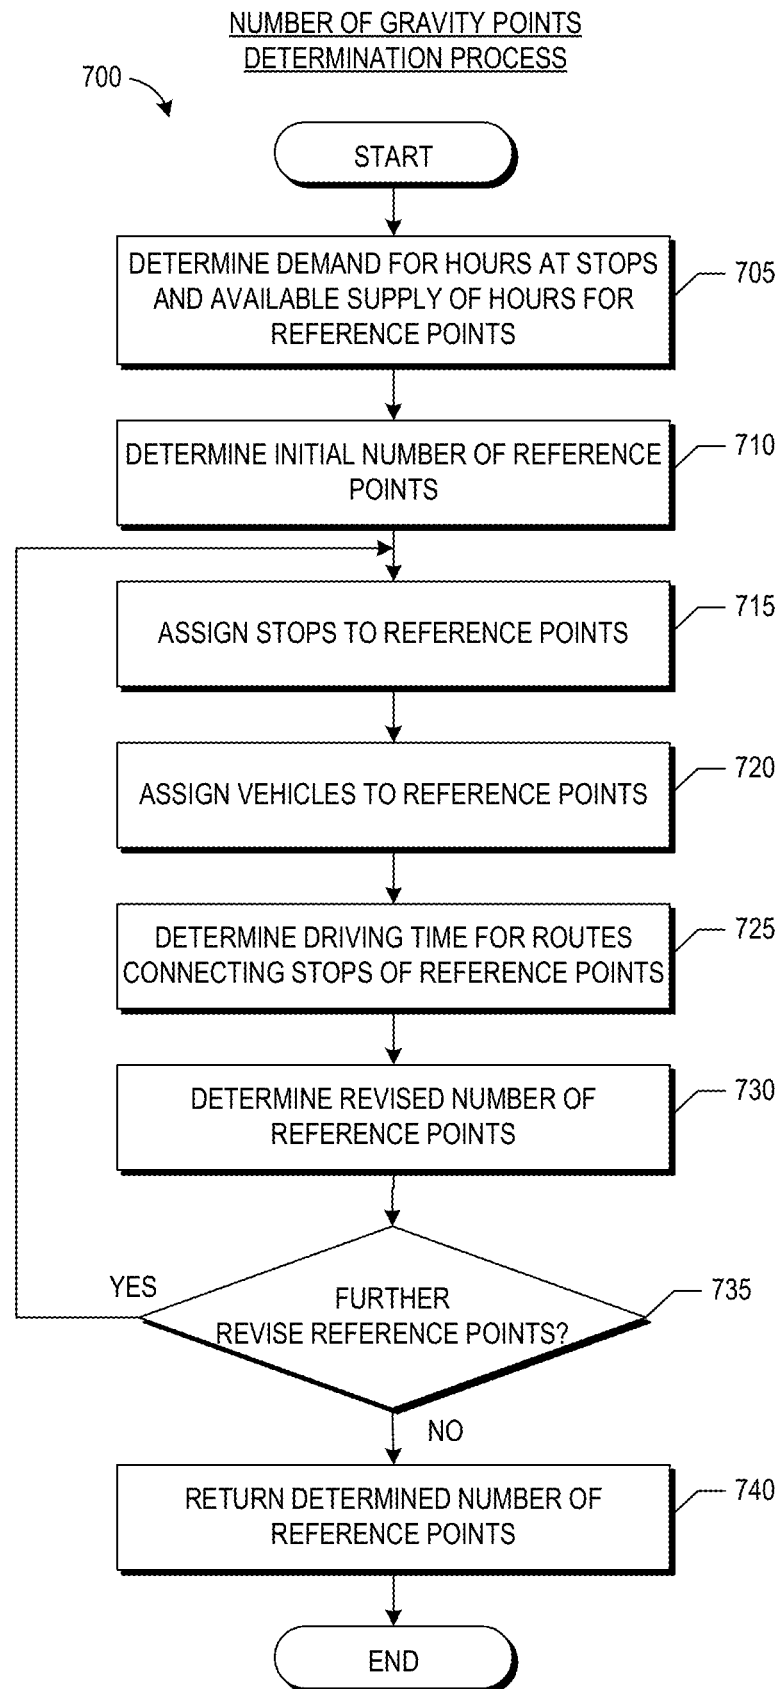 NUMBER OF GRAVITY POINTS
DETERMINATION PROCESS
700
START
DETERMINE DEMAND FOR HOURS AT STOPS
AND AVAILABLE SUPPLY OF HOURS FOR
REFERENCE POINTS
705
DETERMINE INITIAL NUMBER OF REFERENCE
POINTS
710
ASSIGN STOPS TO REFERENCE POINTS
715
ASSIGN VEHICLES TO REFERENCE POINTS
720
DETERMINE DRIVING TIME FOR ROUTES
CONNECTING STOPS OF REFERENCE POINTS
725
DETERMINE REVISED NUMBER OF
REFERENCE POINTS
730
YES
FURTHER
REVISE REFERENCE POINTS?
735
NO
RETURN DETERMINED NUMBER OF
REFERENCE POINTS
740
END